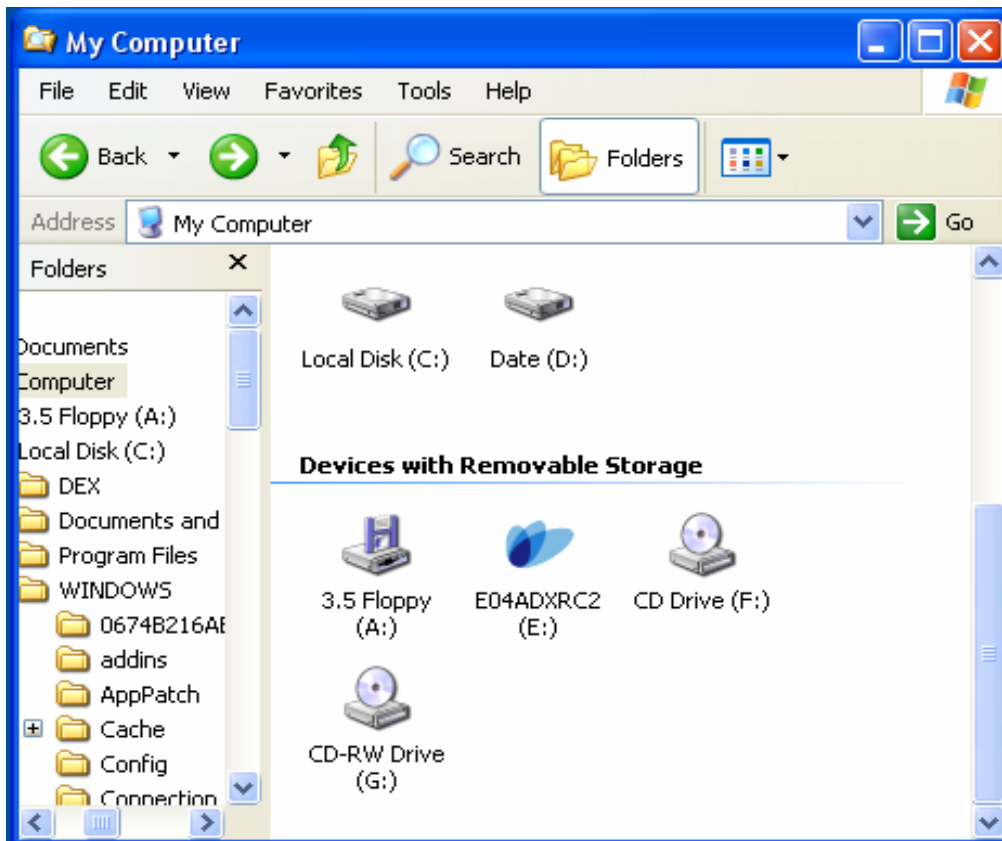 My Computer
File Edit View Favorites Tools Help
Back Search Folders
Address My Computer Go
Folders
Documents
Computer
3.5 Floppy (A:)
Local Disk (C:)
DEX
Documents and
Program Files
WINDOWS
0674B216AE
addins
AppPatch
Cache
Config
Connection
Local Disk (C:) Date (D:)
Devices with Removable Storage
3.5 Floppy (A:)
E04ADXRC2 (E:)
CD Drive (F:)
CD-RW Drive
(G:)